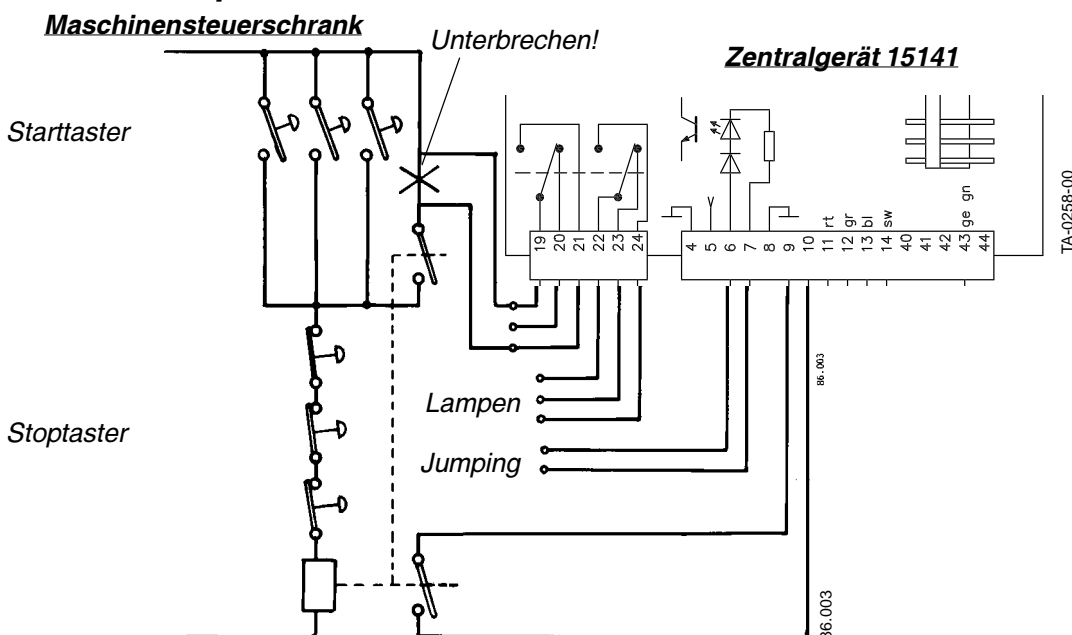 Maschinensteuerschrank
Unterbrechen!
Zentralgerät 15141
Starttaster
19 20 21 22 23 24
4 5 6 7 8 9 10 11 12 13 14 40 41 42 43 44
rt gr bl sw ge gn
TA-0258-00
86.003
Lampen
Stoptaster
Jumping
86.003